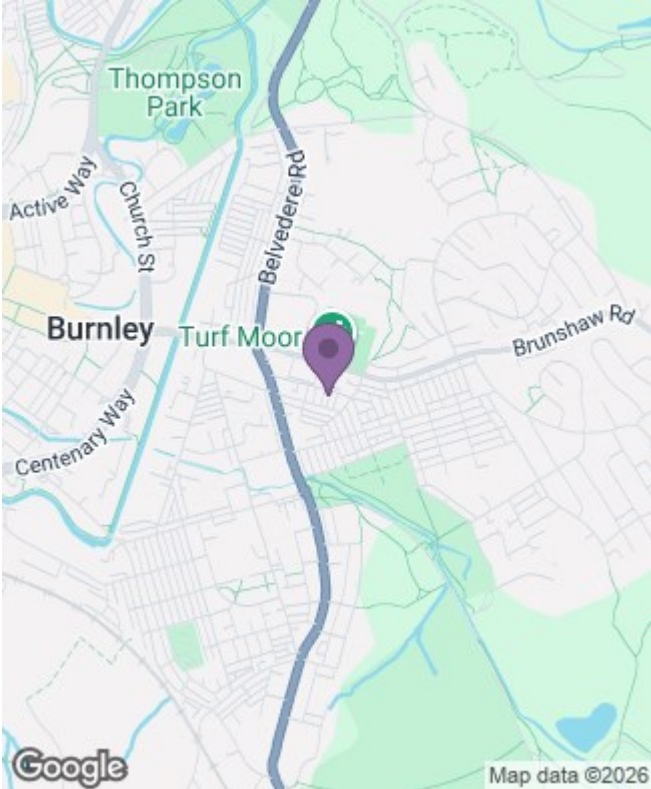 Thompson
Park
Active Way
Church St
Belvedere Rd
Burnley
Turf Moor
Brunshaw Rd
Centenary Way
Google
Map data ©2026